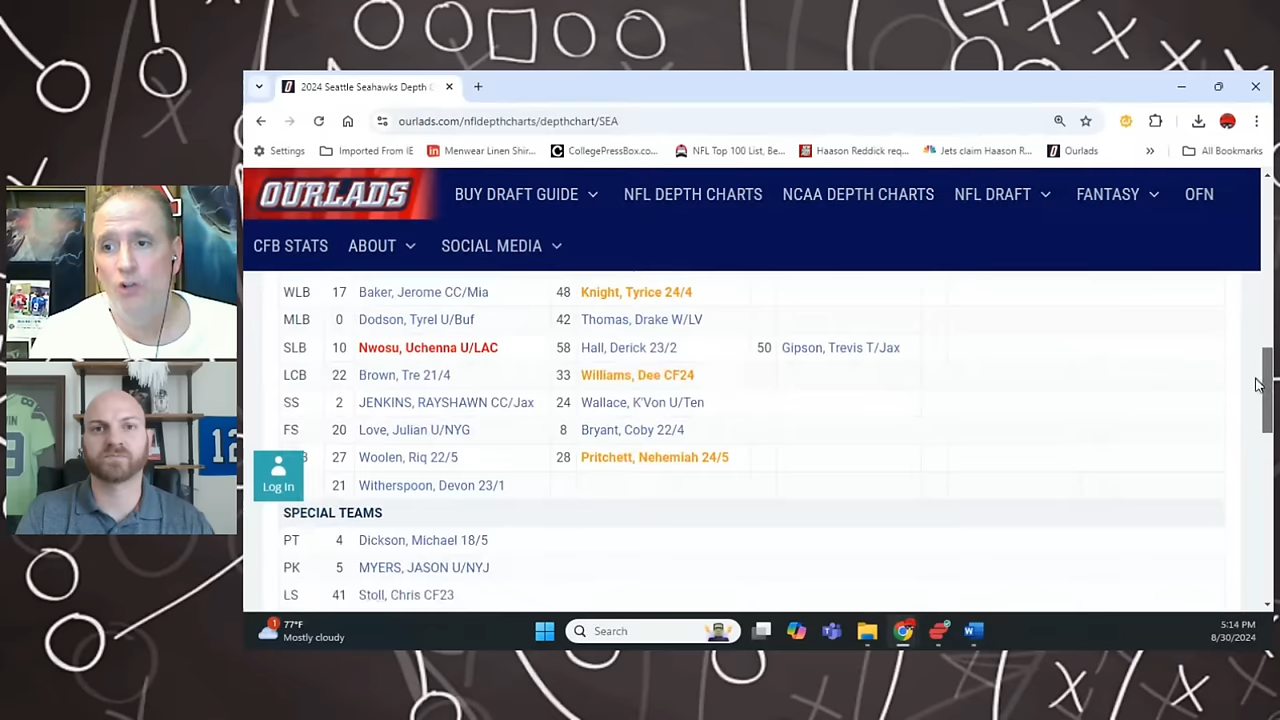 2024 Seattle Seahawks Depth
ourlads.com/nfldepthcharts/depthchart/SEA
Settings Imported From IE Menwear Linen Shir... CollegePressBox.co... NFL Top 100 List, Be... Haason Reddick req... Jets claim Haason R... Ourlads » All Bookmarks
OURLADS BUY DRAFT GUIDE NFL DEPTH CHARTS NCAA DEPTH CHARTS NFL DRAFT FANTASY OFN
CFB STATS ABOUT SOCIAL MEDIA
WLB 17 Baker, Jerome CC/Mia 48 Knight, Tyrice 24/4
MLB 0 Dodson, Tyrel U/Buf 42 Thomas, Drake W/LV
SLB 10 Nwosu, Uchenna U/LAC 58 Hall, Derick 23/2 50 Gipson, Trevis T/Jax
LCB 22 Brown, Tre 21/4 33 Williams, Dee CF24
SS 2 JENKINS, RAYSHAWN CC/Jax 24 Wallace, K'Von U/Ten
FS 20 Love, Julian U/NYG 8 Bryant, Coby 22/4
27 Woolen, Riq 22/5 28 Pritchett, Nehemiah 24/5
Log In
21 Witherspoon, Devon 23/1
SPECIAL TEAMS
PT 4 Dickson, Michael 18/5
PK 5 MYERS, JASON U/NYJ
LS 41 Stoll, Chris CF23
1 77°F
Mostly cloudy
Search
5:14 PM
8/30/2024
12